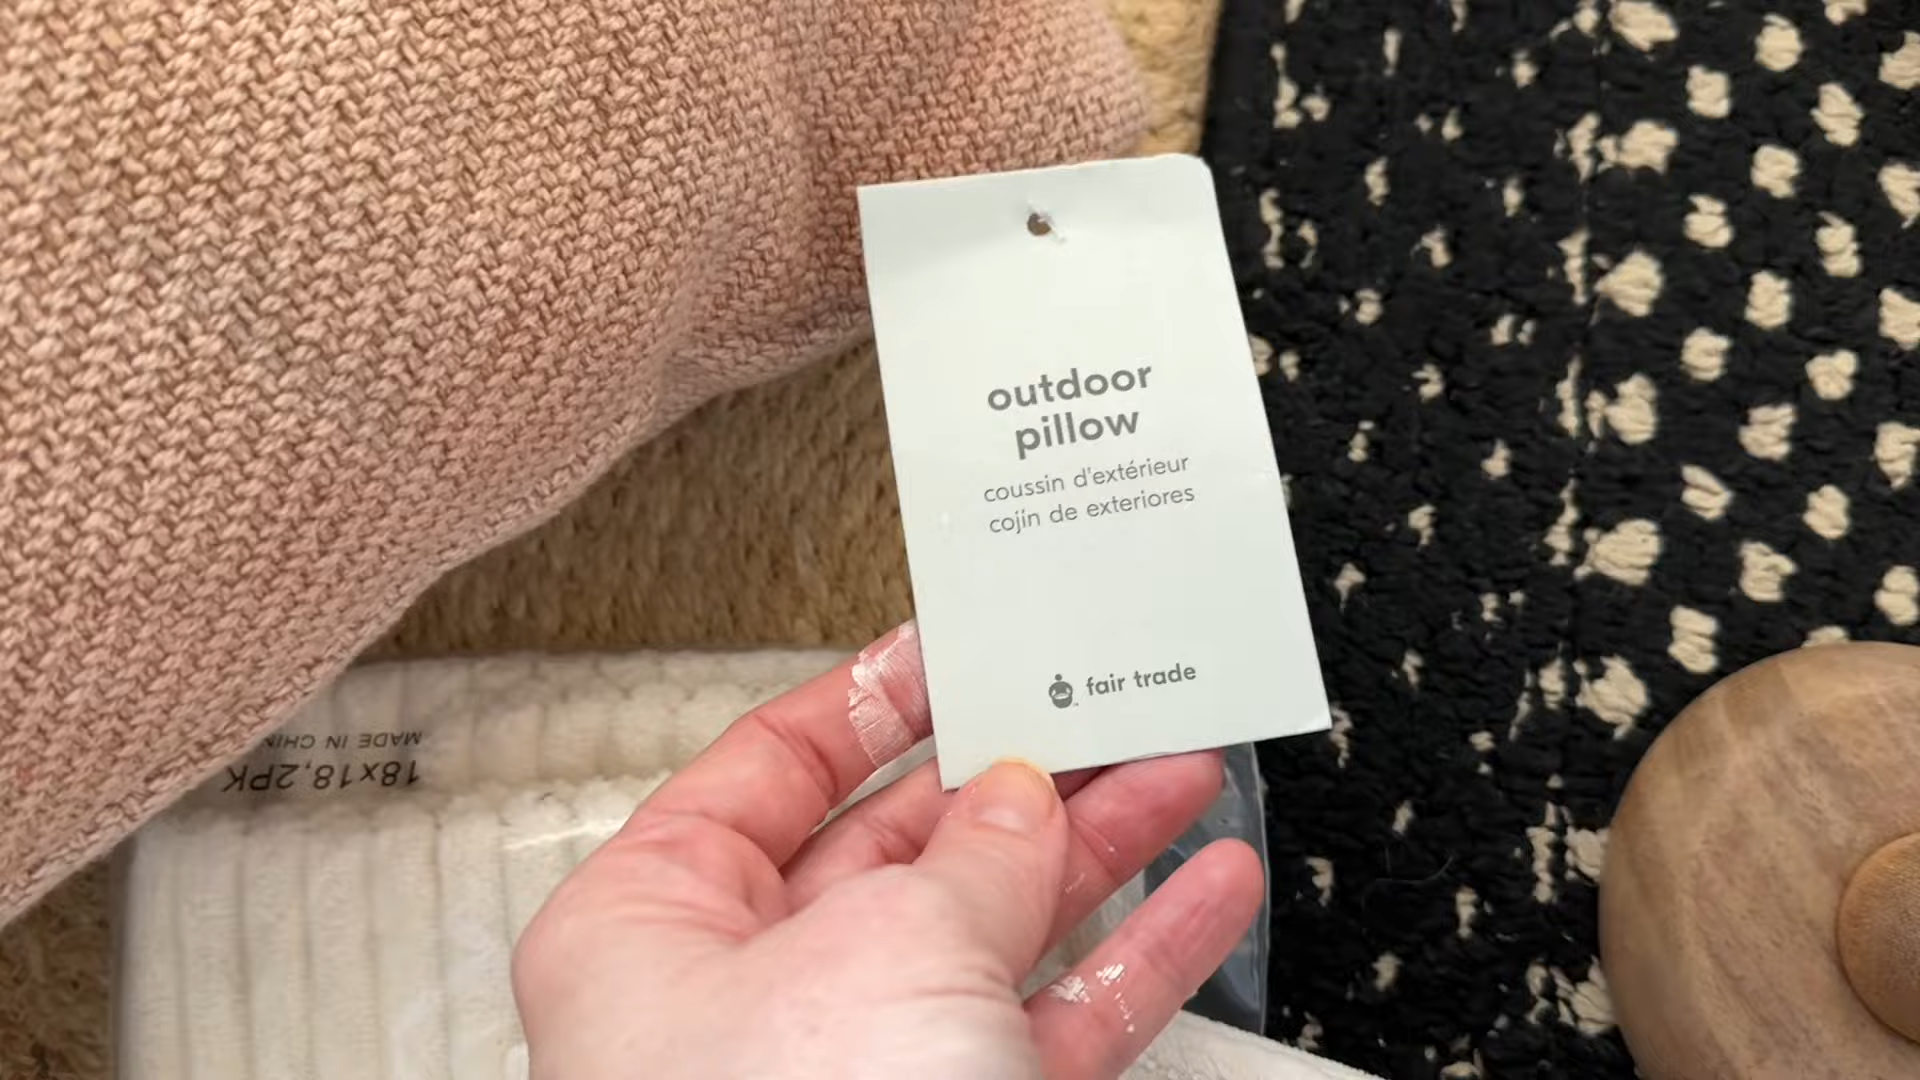 outdoor
pillow
coussin d'extérieur
cojín de exteriores
fair trade
18x18,2PK
MADE IN CHIN